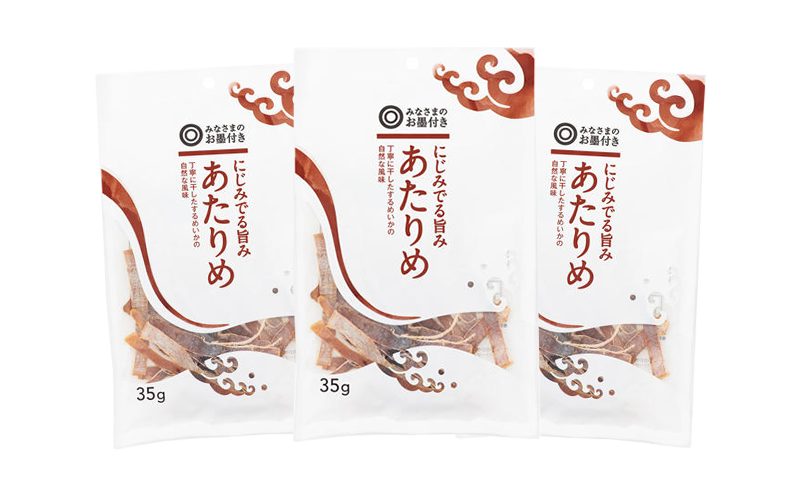 みなさまの
お墨付き
にじみでる旨み
あたりめ
丁寧に干したするめいかの
自然な風味
35g
みなさまの
お墨付き
にじみでる旨み
あたりめ
丁寧に干したするめいかの
自然な風味
35g
みなさまの
お墨付き
にじみでる旨み
あたりめ
丁寧に干したするめいかの
自然な風味